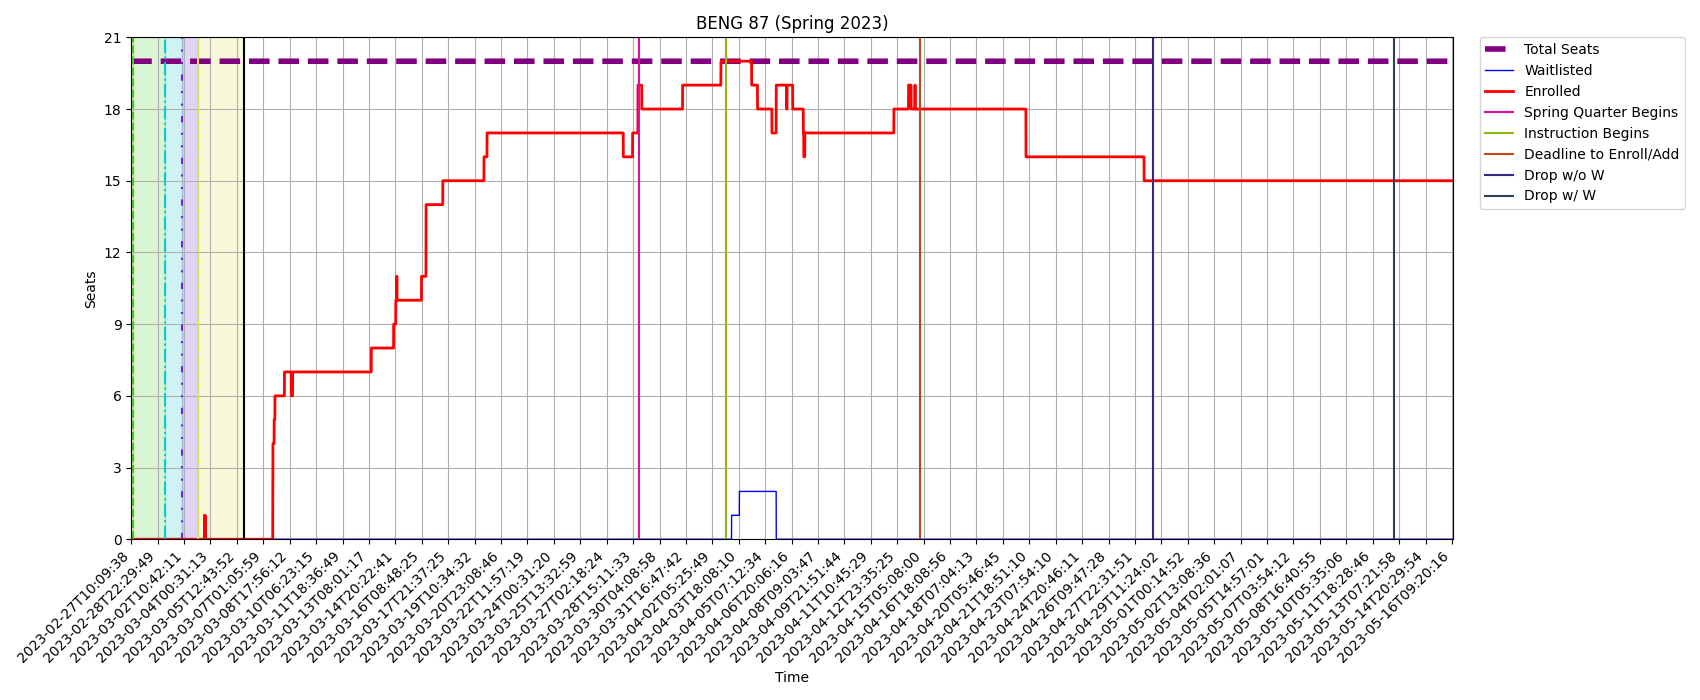 BENG 87 (Spring 2023)
21
18
15
12
9
6
3
0
Seats
Total Seats
Waitlisted
Enrolled
Spring Quarter Begins
Instruction Begins
Deadline to Enroll/Add
Drop w/o W
Drop w/ W
2023-02-27T10:09:38
2023-02-28T22:29:49
2023-03-02T10:42:11
2023-03-04T00:31:13
2023-03-05T12:43:52
2023-03-07T01:05:59
2023-03-08T17:56:12
2023-03-10T06:23:15
2023-03-11T18:36:49
2023-03-13T08:01:17
2023-03-14T20:22:41
2023-03-16T08:48:25
2023-03-17T21:37:25
2023-03-19T10:34:32
2023-03-20T23:08:46
2023-03-22T11:57:19
2023-03-24T00:31:20
2023-03-25T13:32:59
2023-03-27T02:18:24
2023-03-28T15:11:33
2023-03-30T04:08:58
2023-03-31T16:47:42
2023-04-02T05:25:49
2023-04-03T18:08:10
2023-04-05T07:12:34
2023-04-06T20:06:16
2023-04-08T09:03:47
2023-04-09T21:51:44
2023-04-11T10:45:29
2023-04-12T23:35:25
2023-04-15T05:08:00
2023-04-16T18:08:56
2023-04-18T07:04:13
2023-04-20T05:46:45
2023-04-21T18:51:10
2023-04-23T07:54:10
2023-04-24T20:46:11
2023-04-26T09:47:28
2023-04-27T22:31:51
2023-04-29T11:24:02
2023-05-01T00:14:52
2023-05-02T13:08:36
2023-05-04T02:01:07
2023-05-05T14:57:01
2023-05-07T03:54:12
2023-05-08T16:40:55
2023-05-10T05:35:06
2023-05-11T18:28:46
2023-05-13T07:21:58
2023-05-14T20:29:54
2023-05-16T09:20:16
Time